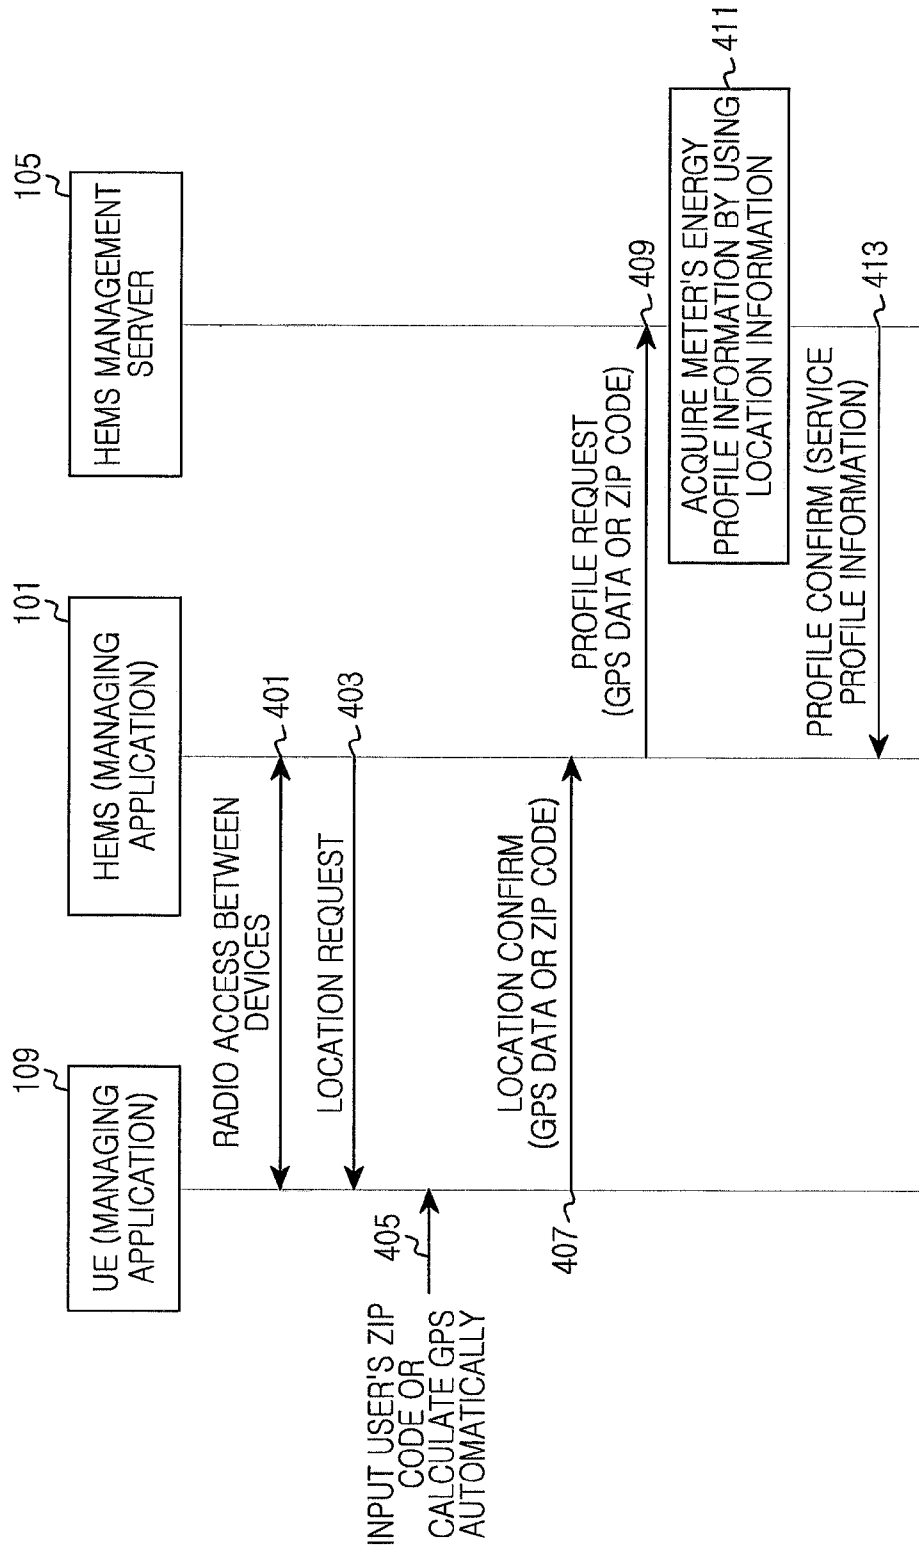 109
UE (MANAGING
APPLICATION)
101
HEMS (MANAGING
APPLICATION)
105
HEMS MANAGEMENT
SERVER
RADIO ACCESS BETWEEN
DEVICES
401
LOCATION REQUEST
403
INPUT USER'S ZIP
CODE OR
CALCULATE GPS
AUTOMATICALLY
405
LOCATION CONFIRM
(GPS DATA OR ZIP CODE)
407
PROFILE REQUEST
(GPS DATA OR ZIP CODE)
409
ACQUIRE METER'S ENERGY
PROFILE INFORMATION BY USING
LOCATION INFORMATION
411
PROFILE CONFIRM (SERVICE
PROFILE INFORMATION)
413